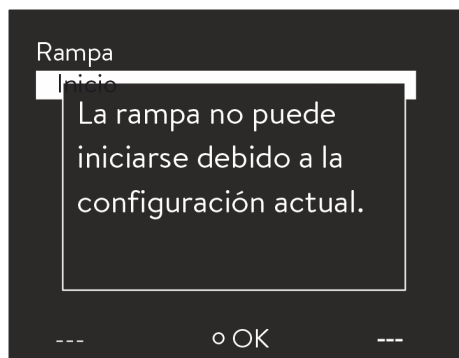 Rampa
Inicio
La rampa no puede
iniciarse debido a la
configuración actual.
--- ○ OK ---